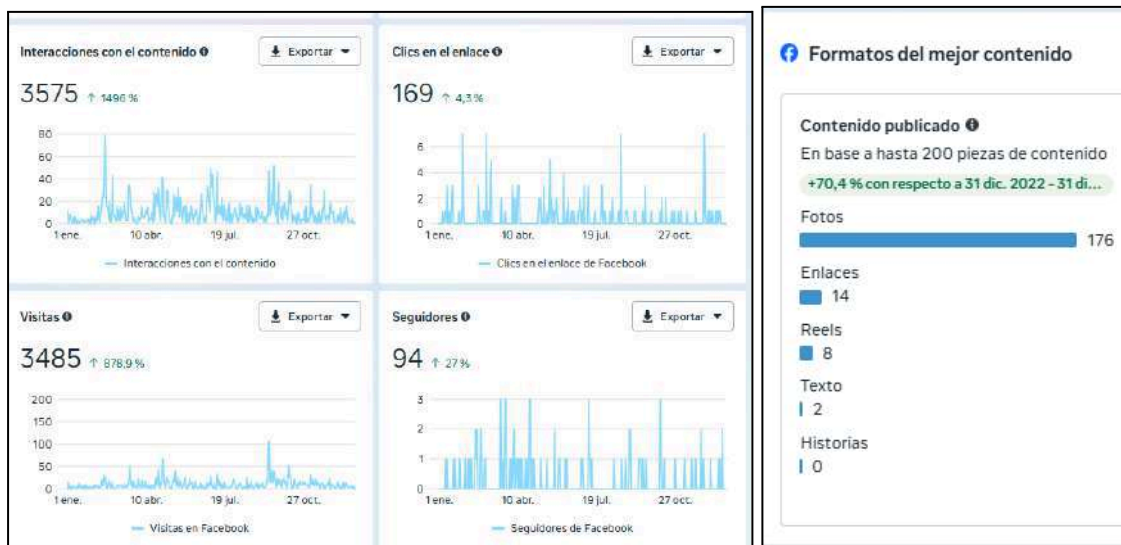 Interacciones con el contenido
Exportar
3575 ↑ 1496 %
80
60
40
20
0
1 ene. 10 abr. 19 jul. 27 oct.
Interacciones con el contenido
Clics en el enlace
Exportar
169 ↑ 4,3 %
6
4
2
0
1 ene. 10 abr. 19 jul. 27 oct.
Clics en el enlace de Facebook
Visitas
Exportar
3485 ↑ 878,9 %
200
150
100
50
0
1 ene. 10 abr. 19 jul. 27 oct.
Visitas en Facebook
Seguidores
Exportar
94 ↑ 27 %
3
2
1
0
1 ene. 10 abr. 19 jul. 27 oct.
Seguidores de Facebook
Formatos del mejor contenido
Contenido publicado
En base a hasta 200 piezas de contenido
+70,4 % con respecto a 31 dic. 2022 - 31 di...
Fotos
176
Enlaces
14
Reels
8
Texto
2
Historias
0